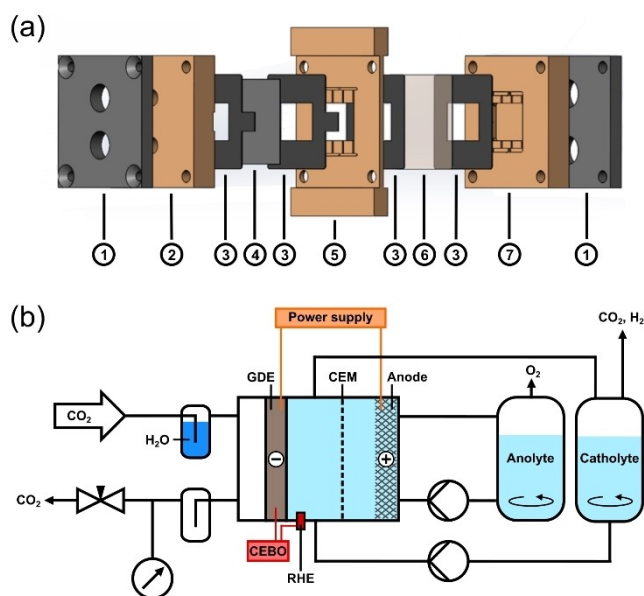 (a)
① ② ③ ④ ③ ⑤ ③ ⑥ ③ ⑦ ①
(b)
Power supply
CO₂, H₂
GDE CEM Anode
O₂
CO₂
H₂O
− +
Anolyte Catholyte
CO₂
CEBO
RHE